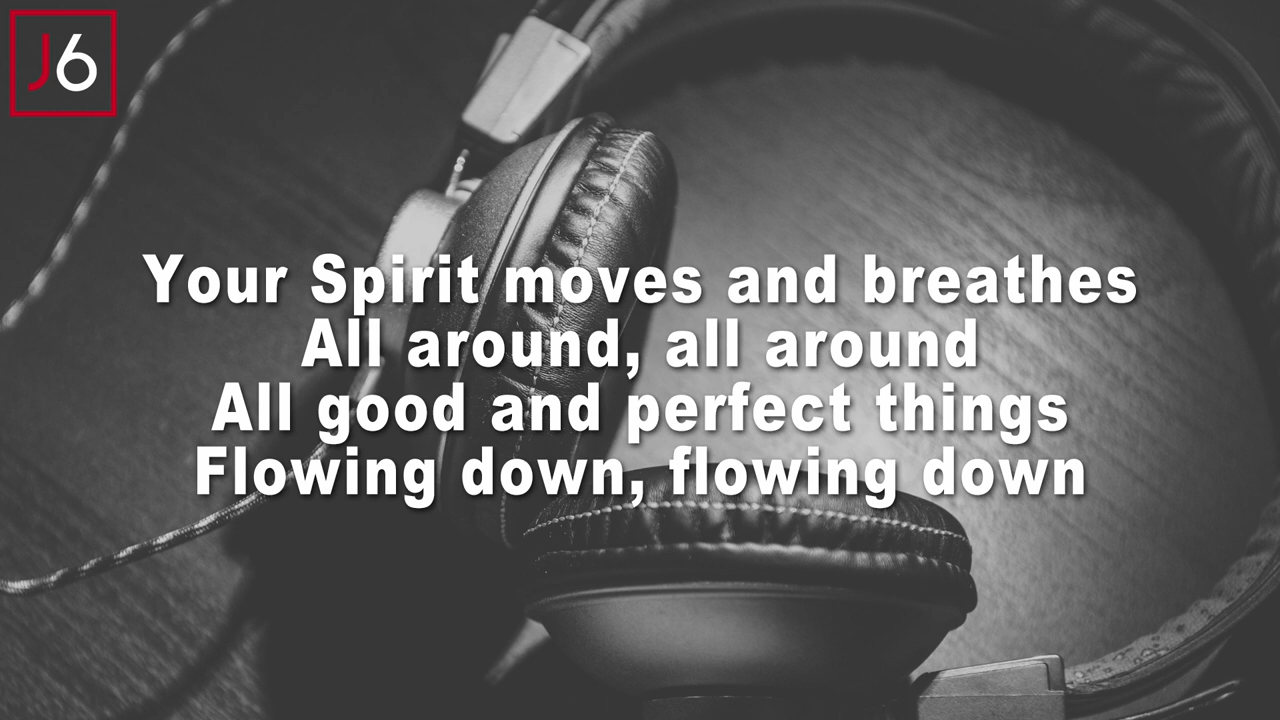 J6
Your Spirit moves and breathes
All around, all around
All good and perfect things
Flowing down, flowing down